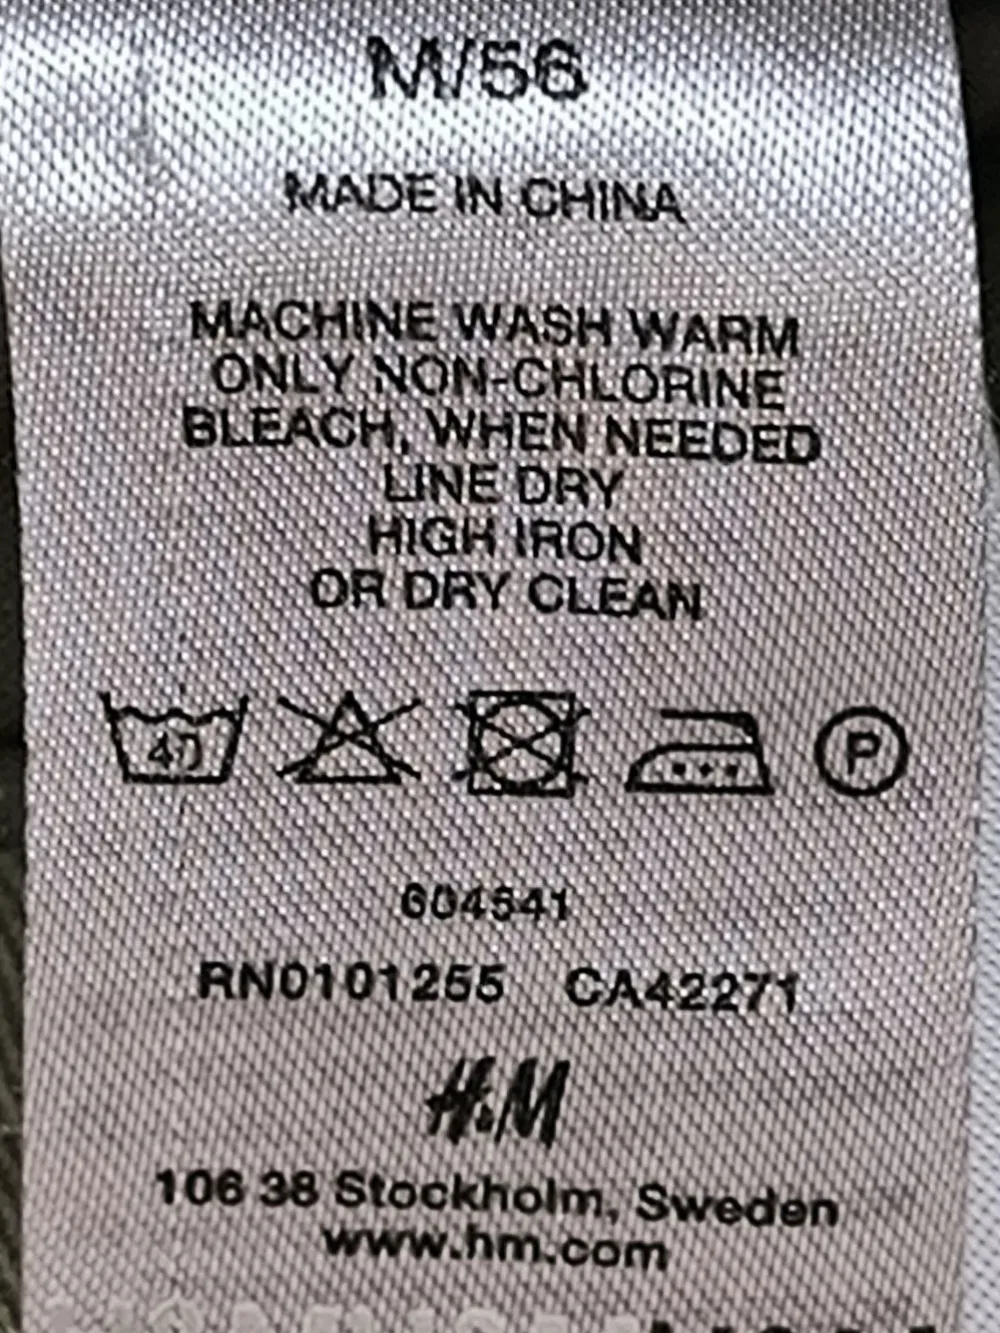 M/56
MADE IN CHINA
MACHINE WASH WARM
ONLY NON-CHLORINE
BLEACH, WHEN NEEDED
LINE DRY
HIGH IRON
OR DRY CLEAN
40 P
604541
RN0101255 CA42271
H&M
106 38 Stockholm, Sweden
www.hm.com